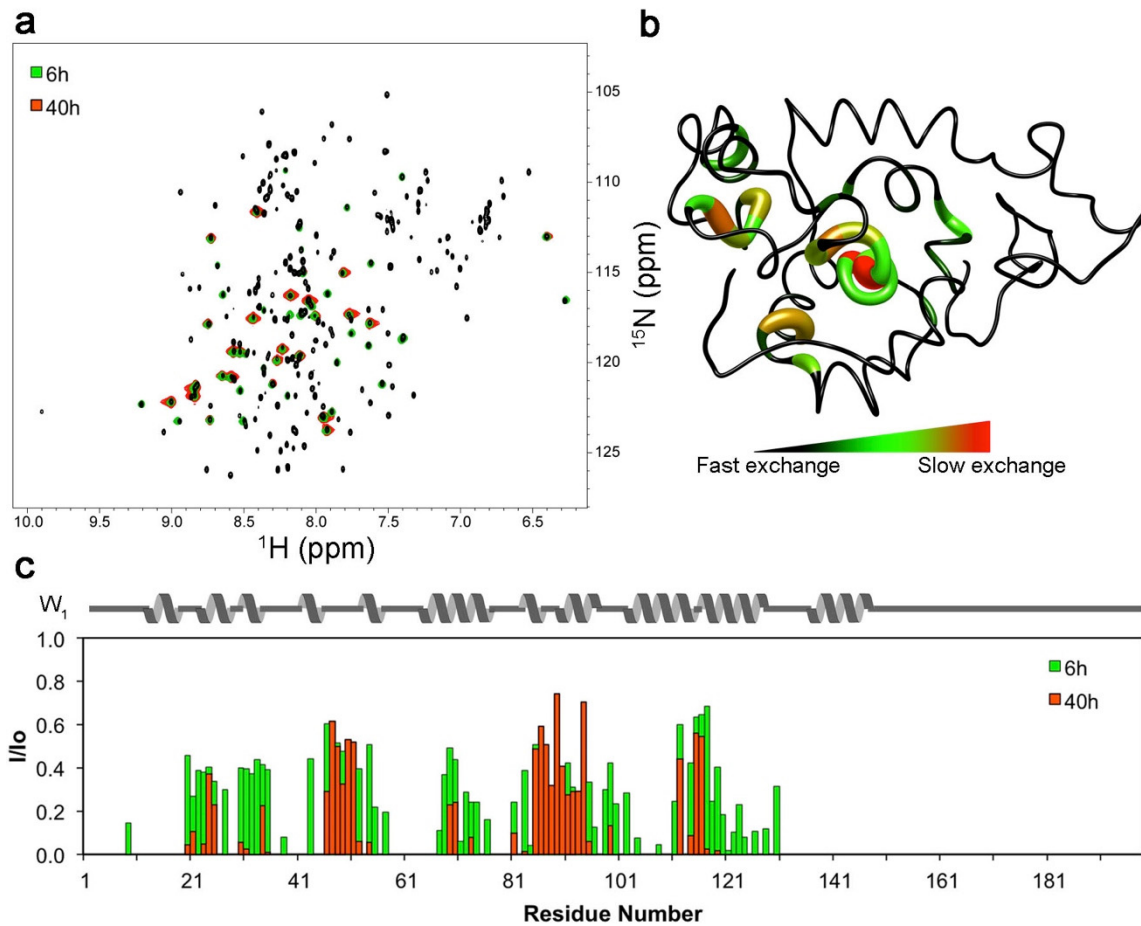 a
6h
40h
105
110
115
120
125
15N (ppm)
10.0 9.5 9.0 8.5 8.0 7.5 7.0 6.5
1H (ppm)
b
Fast exchange Slow exchange
c
W1
1.0
0.8
0.6
0.4
0.2
0.0
I/Io
6h
40h
1 21 41 61 81 101 121 141 161 181
Residue Number